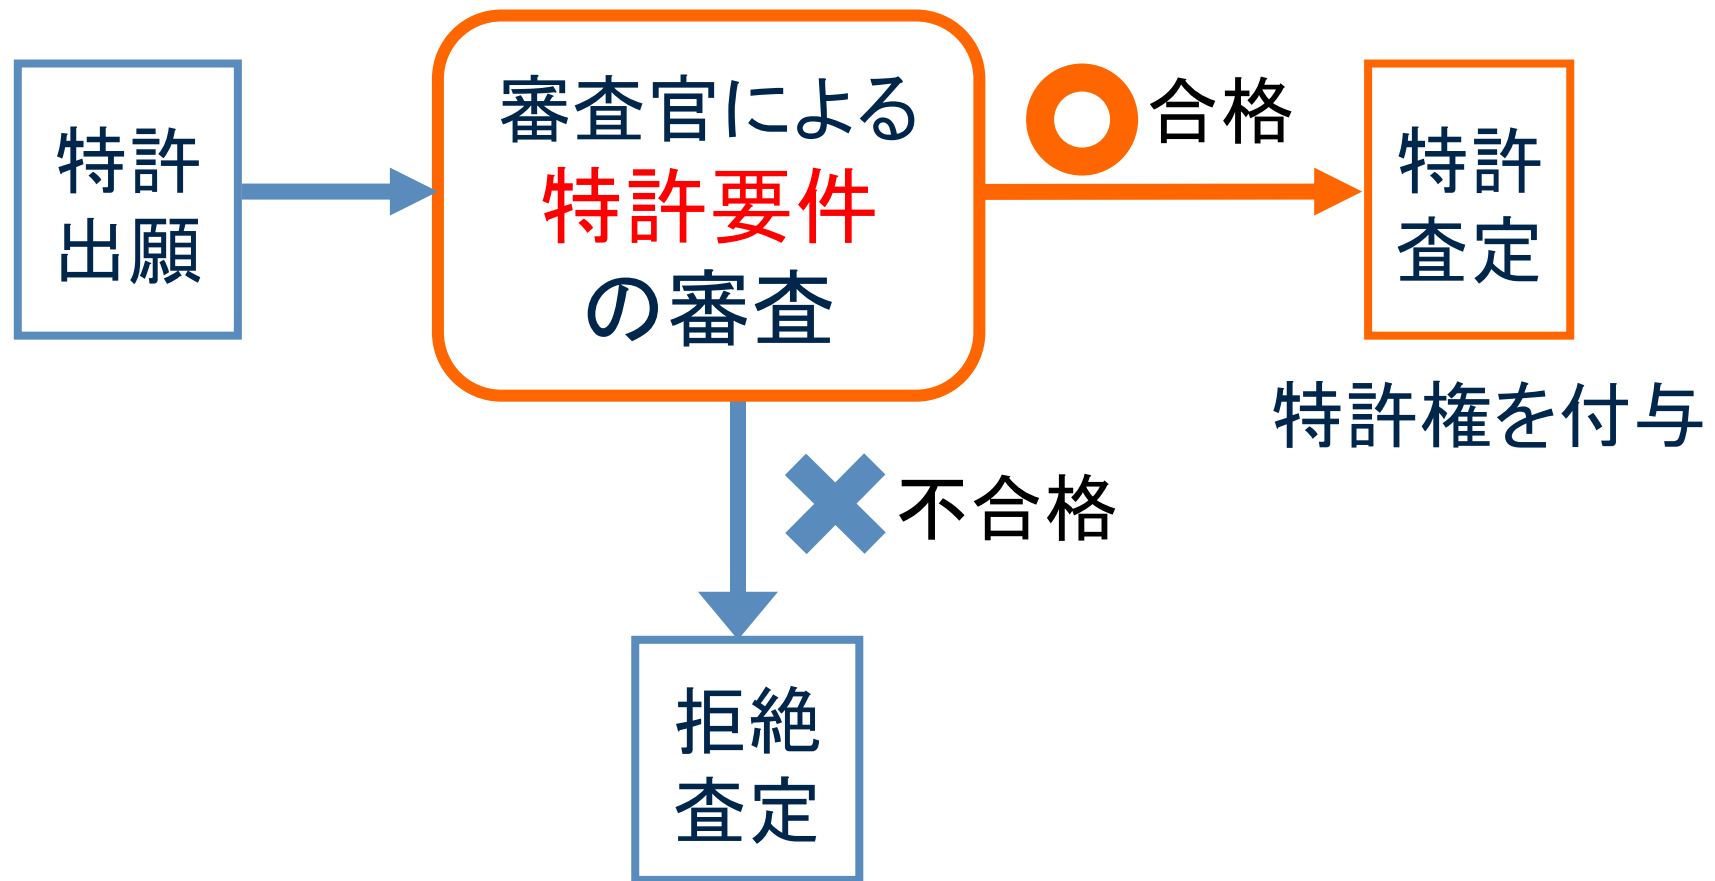 特許
出願
審査官による
特許要件
の審査
合格
特許
査定
特許権を付与
不合格
拒絶
査定